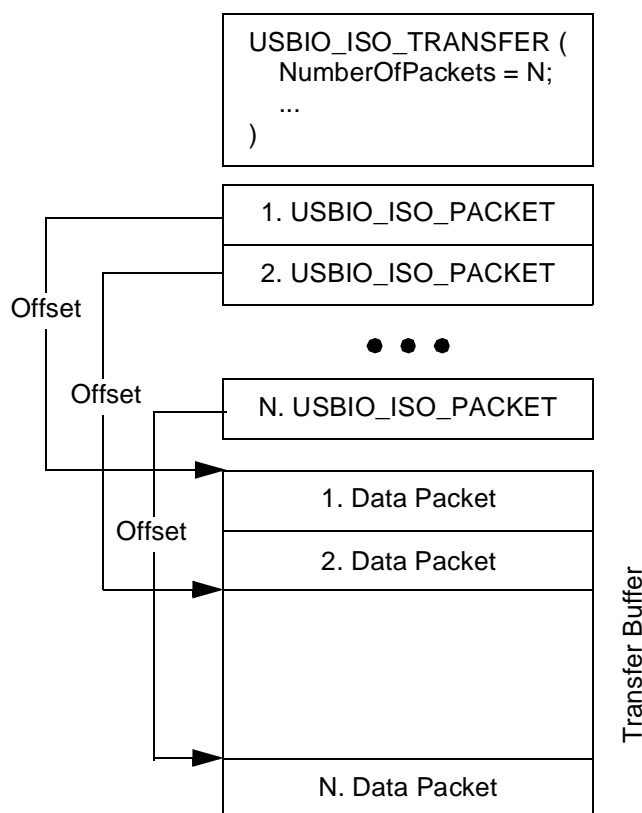 USBIO_ISO_TRANSFER (
NumberOfPackets = N;
...
)
1. USBIO_ISO_PACKET
2. USBIO_ISO_PACKET
Offset
Offset
N. USBIO_ISO_PACKET
1. Data Packet
Offset
2. Data Packet
Transfer Buffer
N. Data Packet